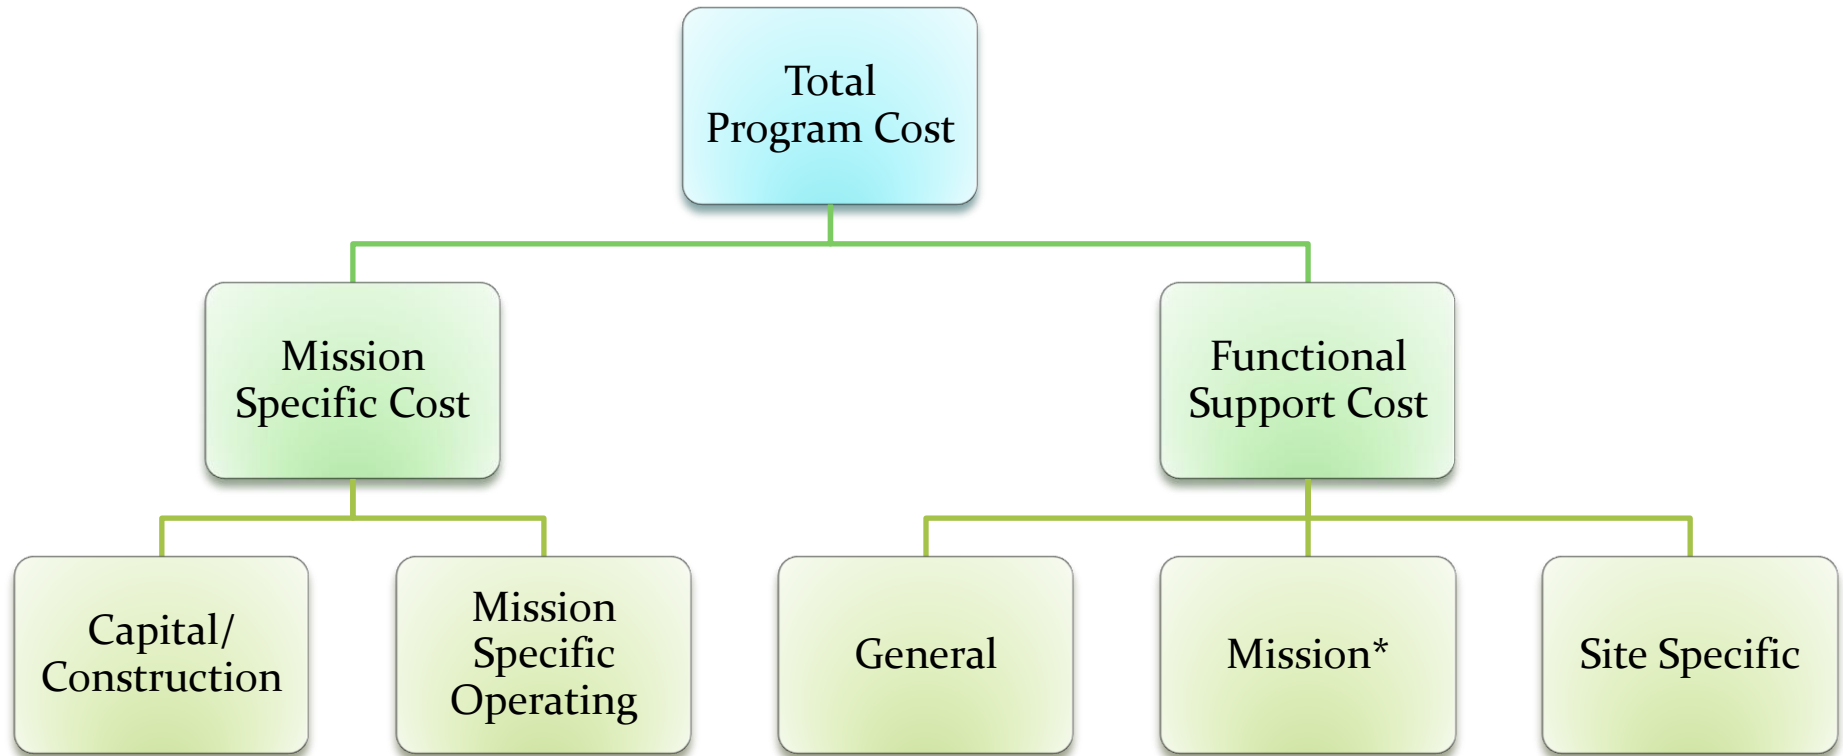 Total
Program Cost
Mission
Specific Cost
Functional
Support Cost
Capital/
Construction
Mission
Specific
Operating
General
Mission*
Site Specific